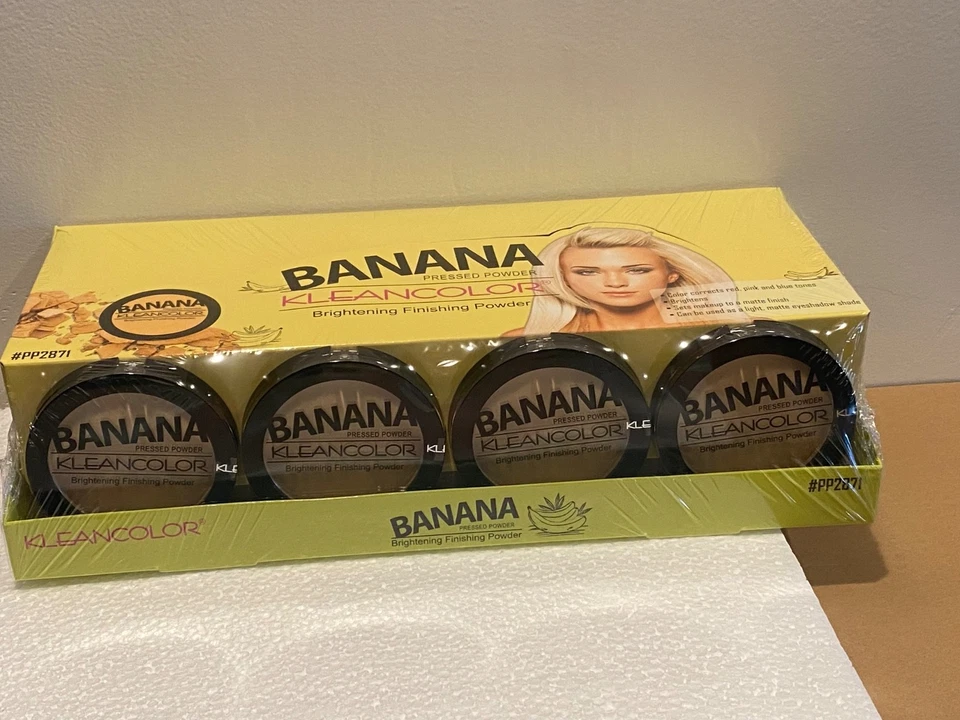 BANANA
PRESSED POWDER
KLEANCOLOR®
Brightening Finishing Powder
• Color corrects red, pink and blue tones
• Brightens
• Sets makeup to a matte finish
• Can be used as a light, matte eyeshadow shade
BANANA
KLEANCOLOR
#PP2871
BANANA
PRESSED POWDER
KLEANCOLOR
Brightening Finishing Powder
KLE
BANANA
PRESSED POWDER
KLEANCOLOR
Brightening Finishing Powder
KL
BANANA
PRESSED POWDER
KLEANCOLOR
Brightening Finishing Powder
KLE
BANANA
PRESSED POWDER
KLEANCOLOR
Brightening Finishing Powder
K
#PP2871
KLEANCOLOR®
BANANA
PRESSED POWDER
Brightening Finishing Powder